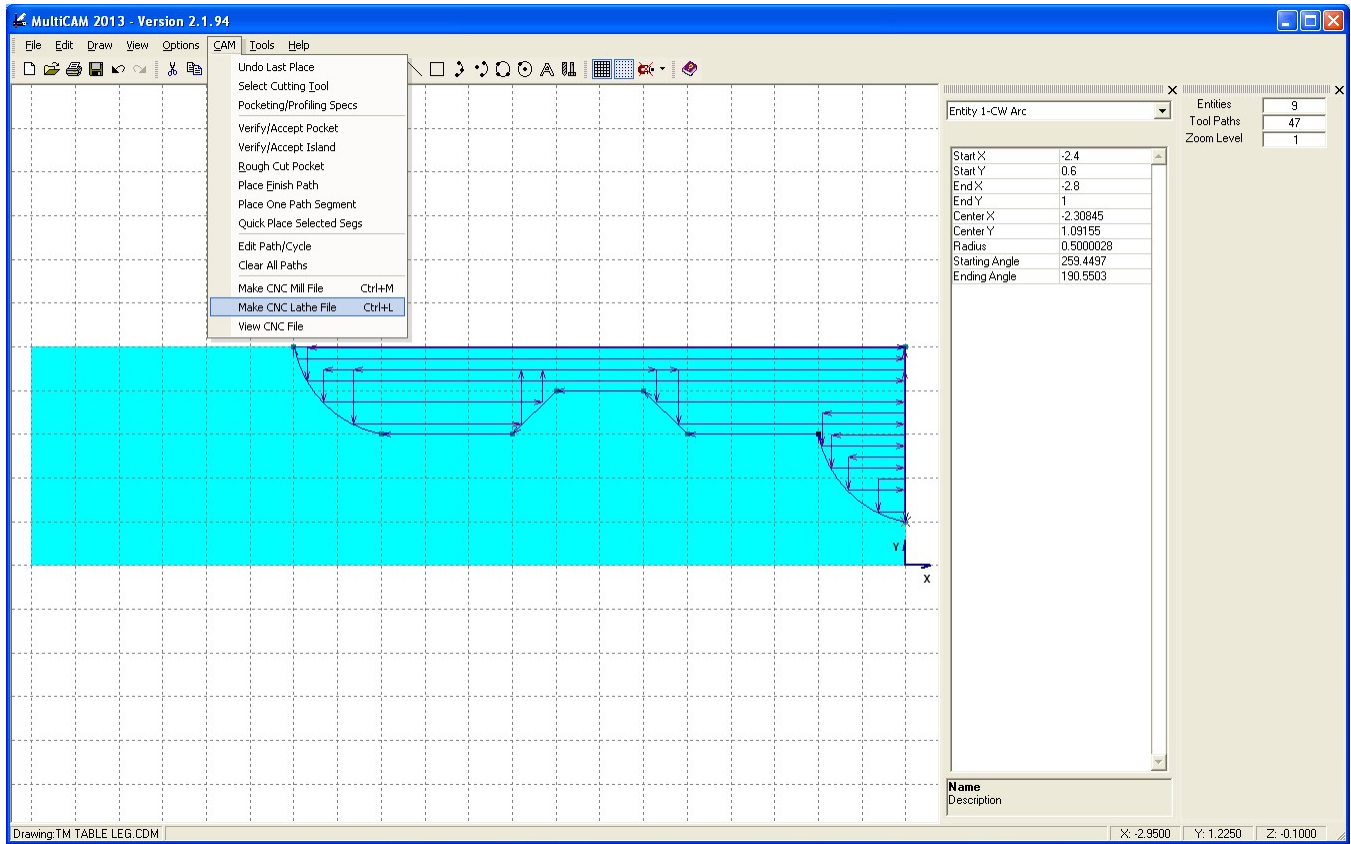 MultiCAM 2013 - Version 2.1.94
File Edit Draw View Options CAM Tools Help
Undo Last Place
Select Cutting Tool
Pocketing/Profiling Specs
Verify/Accept Pocket
Verify/Accept Island
Rough Cut Pocket
Place Finish Path
Place One Path Segment
Quick Place Selected Segs
Edit Path/Cycle
Clear All Paths
Make CNC Mill File Ctrl+M
Make CNC Lathe File Ctrl+L
View CNC File
Y
X
Entity 1-CW Arc
Start X -2.4
Start Y 0.6
End X -2.8
End Y 1
Center X -2.30845
Center Y 1.09155
Radius 0.5000028
Starting Angle 259.4497
Ending Angle 190.5503
Name
Description
Entities 9
Tool Paths 47
Zoom Level 1
Drawing:TM TABLE LEG.CDM
X: -2.9500 Y: 1.2250 Z: -0.1000